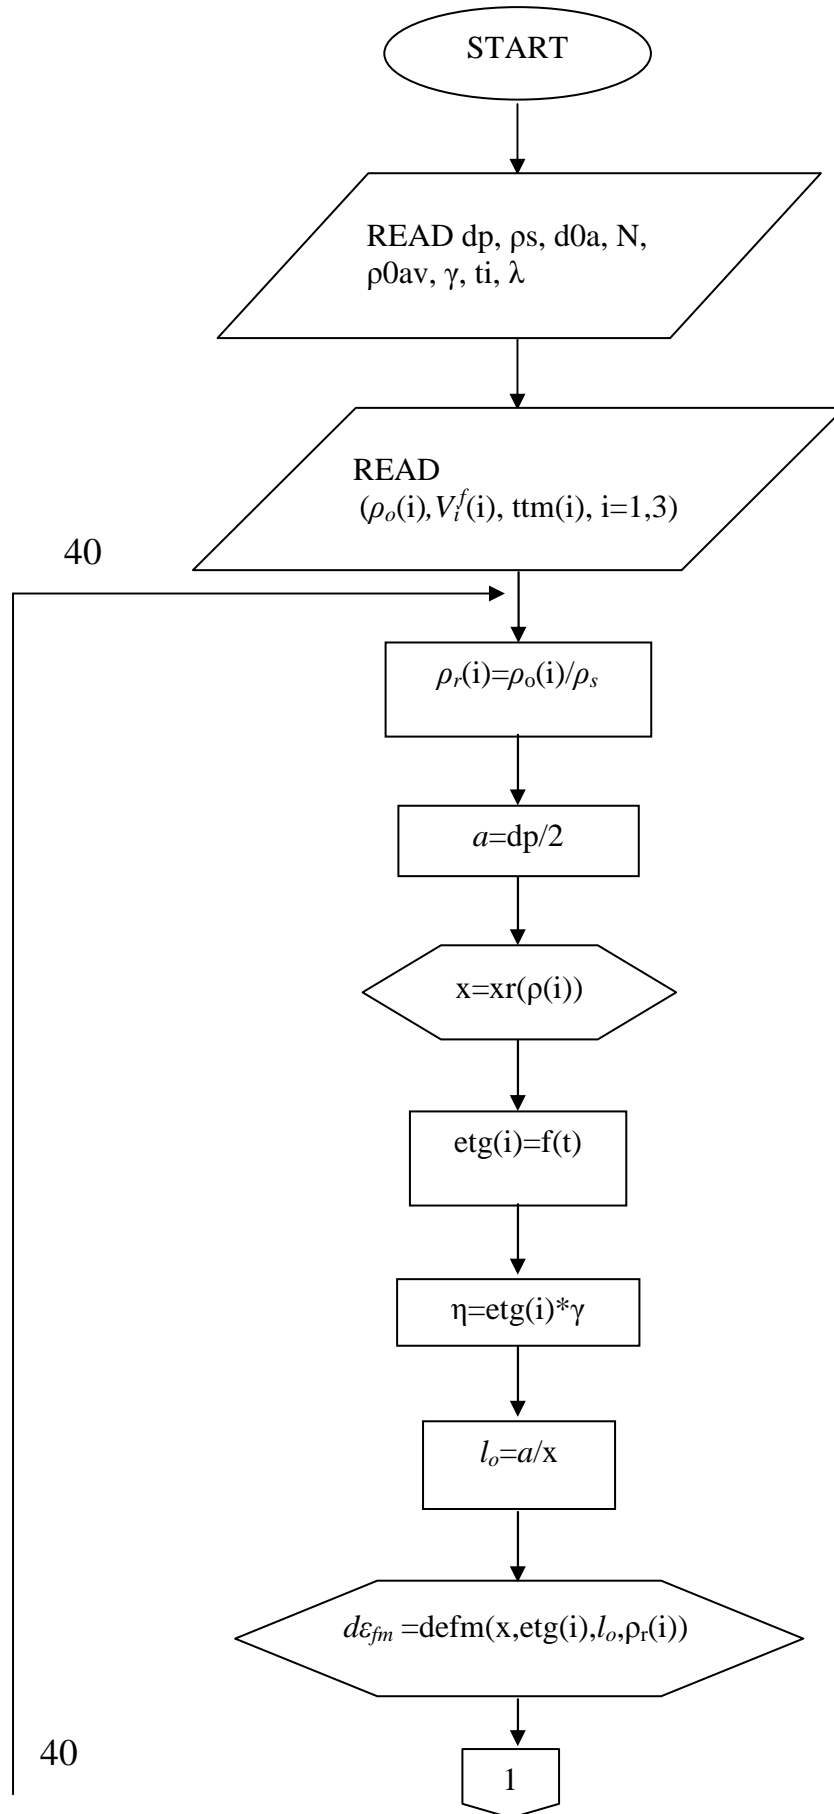 START
READ dp, ρs, d0a, N,
ρ0av, γ, ti, λ
READ
(ρₒ(i),Vᵢᶠ(i), ttm(i), i=1,3)
40
ρᵣ(i)=ρₒ(i)/ρₛ
a=dp/2
x=xr(ρ(i))
etg(i)=f(t)
η=etg(i)*γ
lₒ=a/x
dε_fm =defm(x,etg(i),lₒ,ρᵣ(i))
40
1